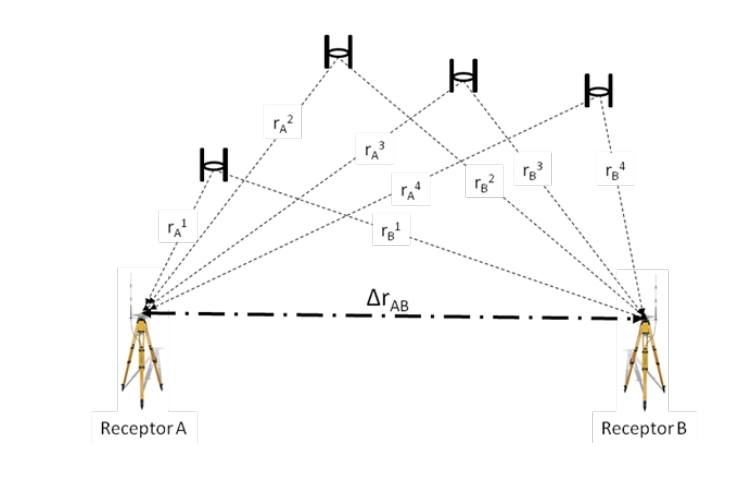 r_A^2
r_A^3
r_B^3
r_B^4
r_A^4
r_B^2
r_A^1
r_B^1
Δr_AB
Receptor A
Receptor B